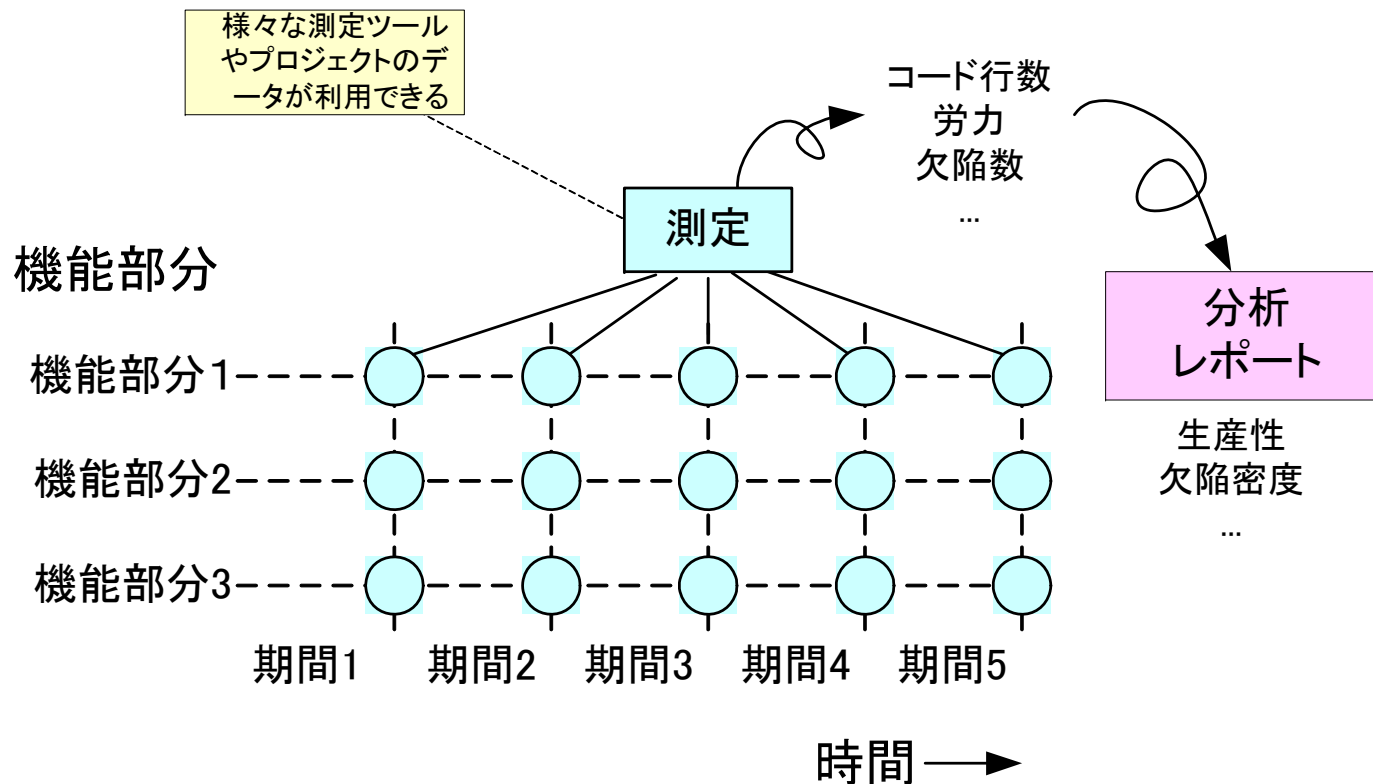 様々な測定ツール
やプロジェクトのデ
ータが利用できる
コード行数
労力
欠陥数
...
測定
機能部分
分析
レポート
機能部分1
生産性
欠陥密度
...
機能部分2
機能部分3
期間1
期間2
期間3
期間4
期間5
時間